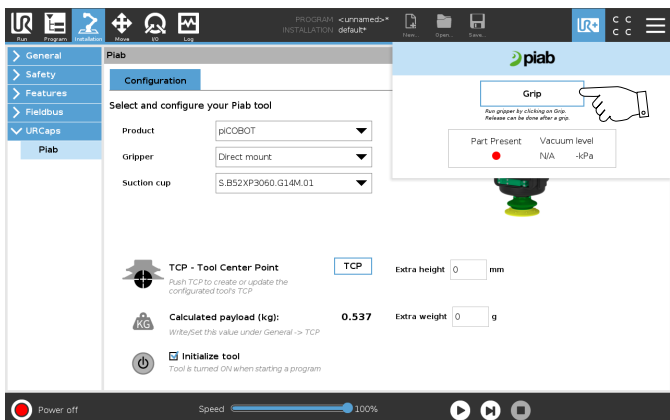 PROGRAM <unnamed>*
INSTALLATION default*
Run
Program
Installation
Move
I/O
Log
New...
Open...
Save...
UR+
C C
C C
General
Safety
Features
Fieldbus
URCaps
Piab
Piab
Configuration
Select and configure your Piab tool
Product
piCOBOT
Gripper
Direct mount
Suction cup
S.B52XP3060.G14M.01
piab
Grip
Run gripper by clicking on Grip.
Release can be done after a grip.
Part Present
Vacuum level
N/A
-kPa
TCP - Tool Center Point
TCP
Extra height
0
mm
Push TCP to create or update the
configurated tool's TCP
KG
Calculated payload (kg):
0.537
Extra weight
0
g
Write/Set this value under General -> TCP
Initialize tool
Tool is turned ON when starting a program
Power off
Speed
100%